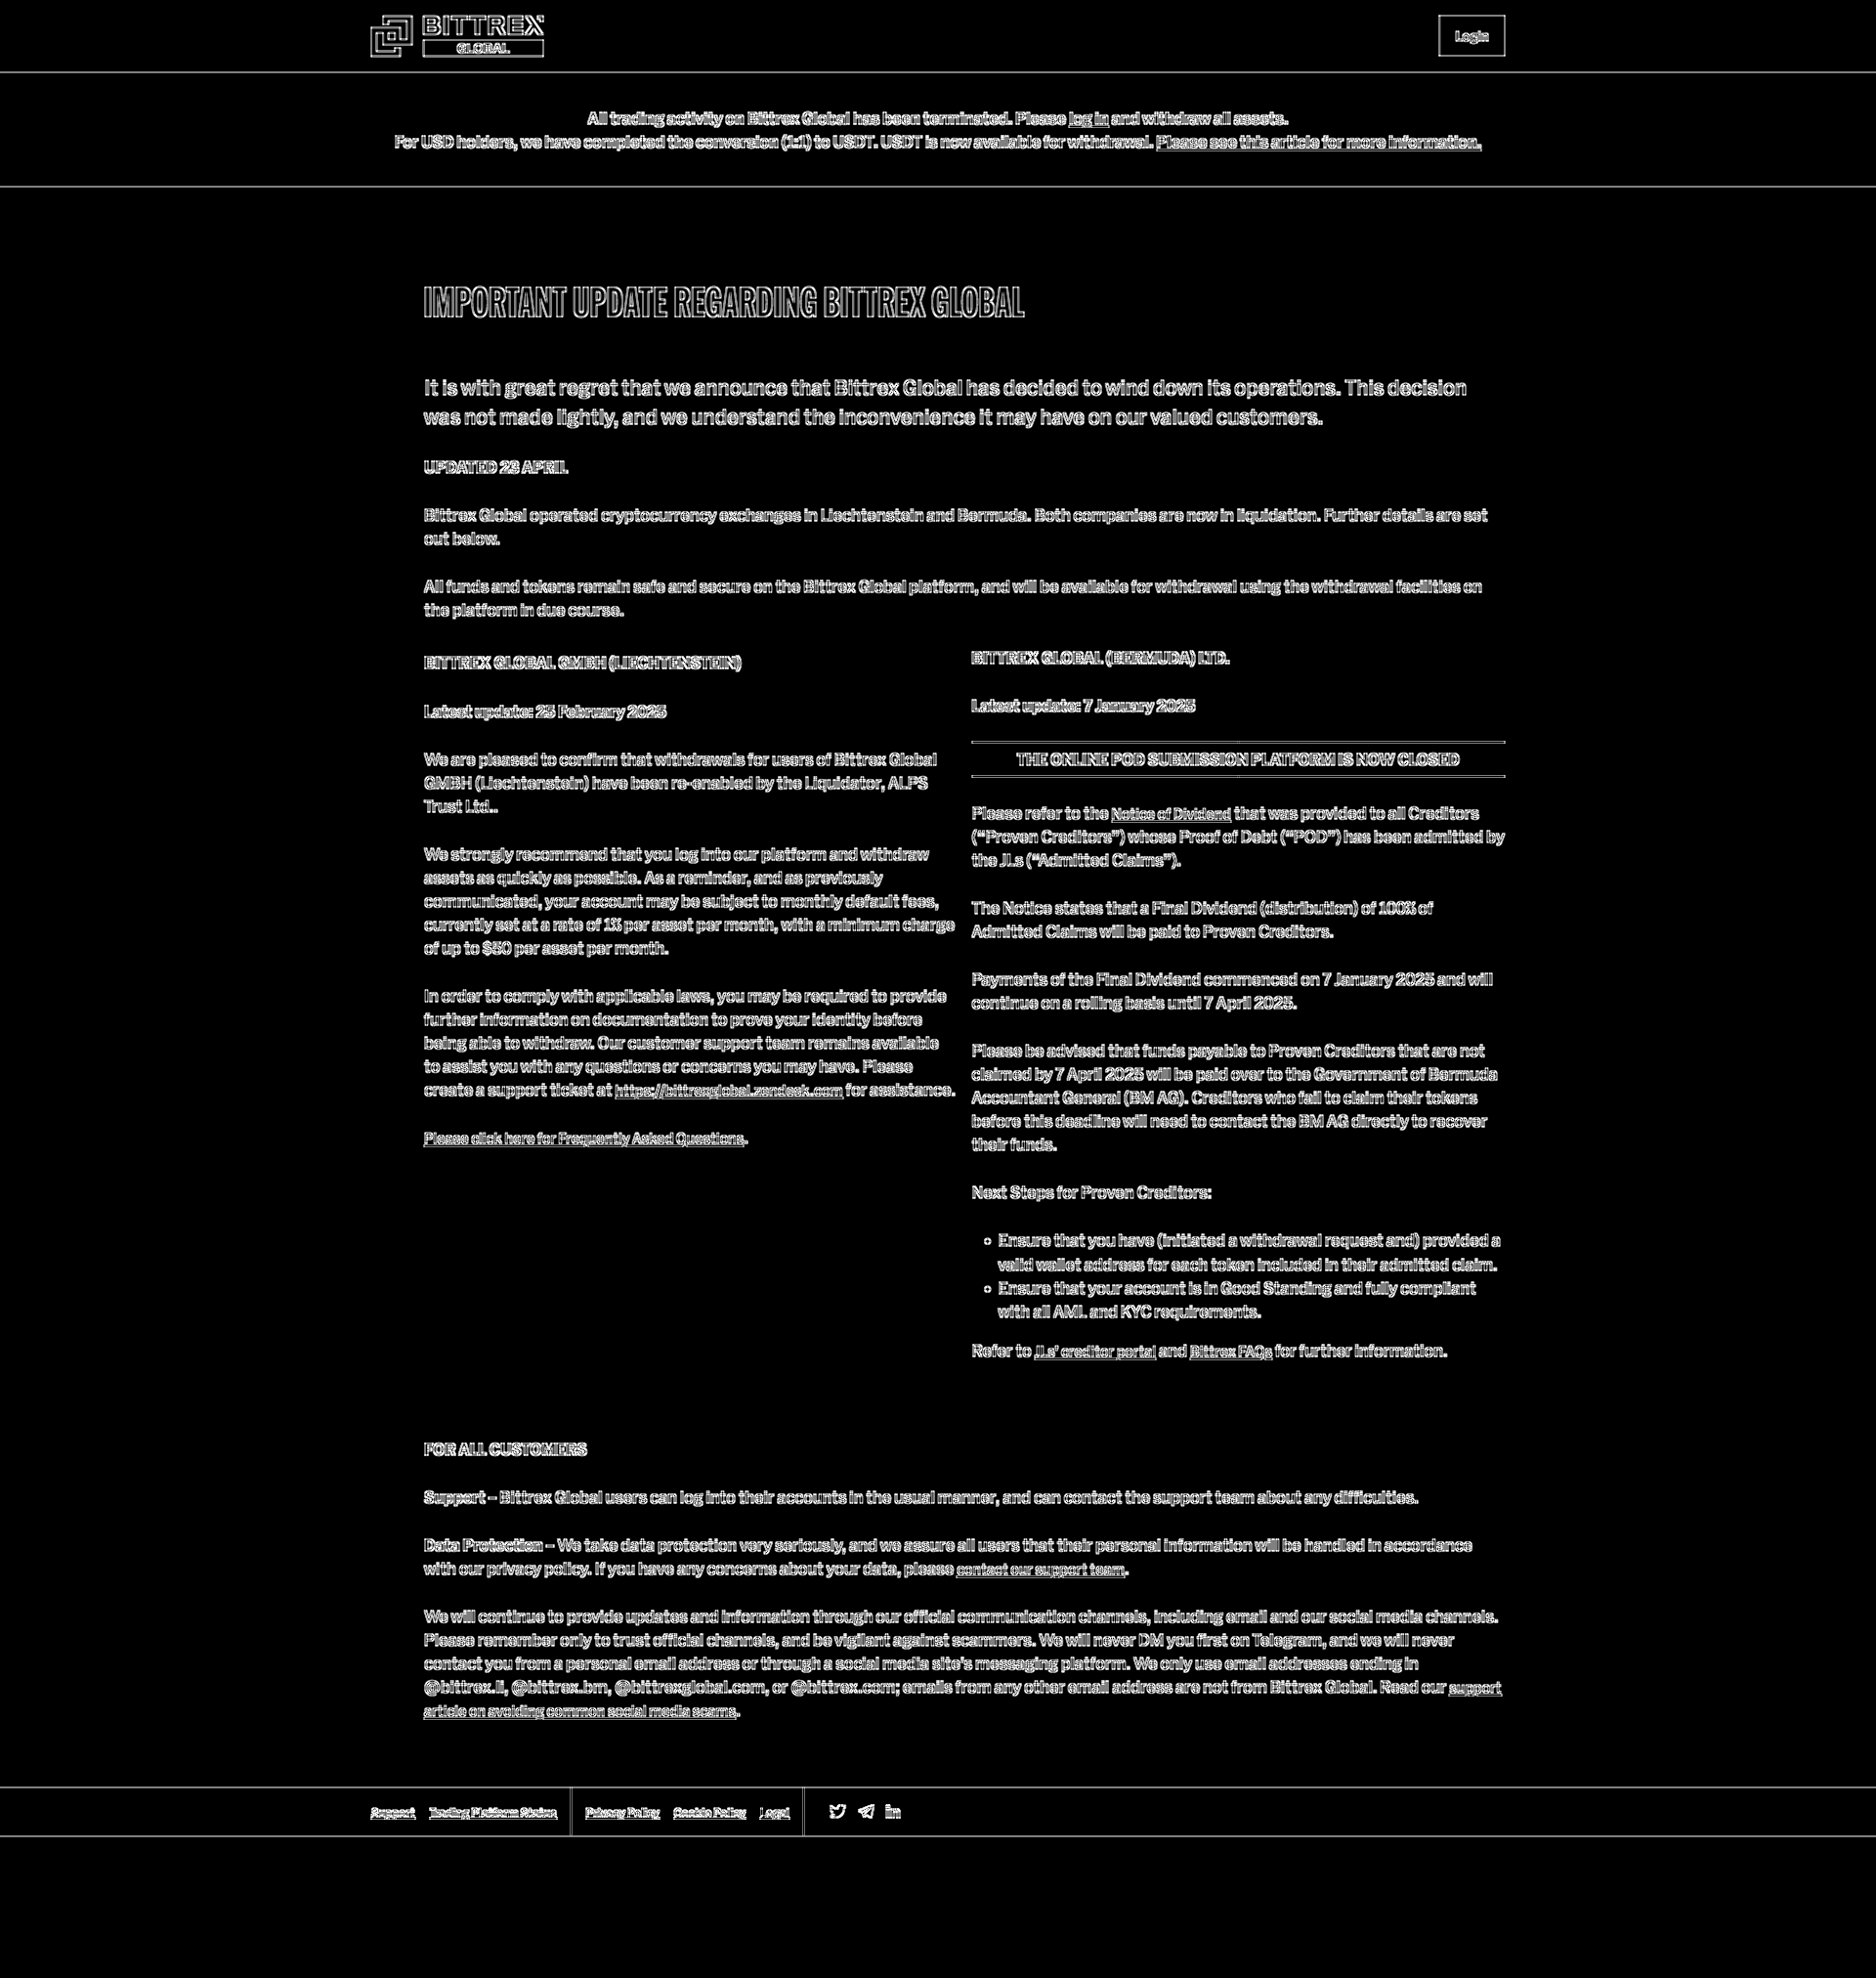 BITTREX
GLOBAL
Login
All trading activity on Bittrex Global has been terminated. Please log in and withdraw all assets.
For USD holders, we have completed the conversion (1:1) to USDT. USDT is now available for withdrawal. Please see this article for more information.
IMPORTANT UPDATE REGARDING BITTREX GLOBAL
It is with great regret that we announce that Bittrex Global has decided to wind down its operations. This decision
was not made lightly, and we understand the inconvenience it may have on our valued customers.
UPDATED 23 APRIL
Bittrex Global operated cryptocurrency exchanges in Liechtenstein and Bermuda. Both companies are now in liquidation. Further details are set
out below.
All funds and tokens remain safe and secure on the Bittrex Global platform, and will be available for withdrawal using the withdrawal facilities on
the platform in due course.
BITTREX GLOBAL GMBH (LIECHTENSTEIN)
Latest update: 25 February 2025
We are pleased to confirm that withdrawals for users of Bittrex Global
GMBH (Liechtenstein) have been re-enabled by the Liquidator, ALPS
Trust Ltd..
We strongly recommend that you log into our platform and withdraw
assets as quickly as possible. As a reminder, and as previously
communicated, your account may be subject to monthly default fees,
currently set at a rate of 1% per asset per month, with a minimum charge
of up to $50 per asset per month.
In order to comply with applicable laws, you may be required to provide
further information on documentation to prove your identity before
being able to withdraw. Our customer support team remains available
to assist you with any questions or concerns you may have. Please
create a support ticket at https://bittrexglobal.zendesk.com for assistance.
Please click here for Frequently Asked Questions.
BITTREX GLOBAL (BERMUDA) LTD.
Latest update: 7 January 2025
THE ONLINE POD SUBMISSION PLATFORM IS NOW CLOSED
Please refer to the Notice of Dividend that was provided to all Creditors
(“Proven Creditors”) whose Proof of Debt (“POD”) has been admitted by
the JLs (“Admitted Claims”).
The Notice states that a Final Dividend (distribution) of 100% of
Admitted Claims will be paid to Proven Creditors.
Payments of the Final Dividend commenced on 7 January 2025 and will
continue on a rolling basis until 7 April 2025.
Please be advised that funds payable to Proven Creditors that are not
claimed by 7 April 2025 will be paid over to the Government of Bermuda
Accountant General (BM AG). Creditors who fail to claim their tokens
before this deadline will need to contact the BM AG directly to recover
their funds.
Next Steps for Proven Creditors:
Ensure that you have (initiated a withdrawal request and) provided a
valid wallet address for each token included in their admitted claim.
Ensure that your account is in Good Standing and fully compliant
with all AML and KYC requirements.
Refer to JLs’ creditor portal and Bittrex FAQs for further information.
FOR ALL CUSTOMERS
Support – Bittrex Global users can log into their accounts in the usual manner, and can contact the support team about any difficulties.
Data Protection – We take data protection very seriously, and we assure all users that their personal information will be handled in accordance
with our privacy policy. If you have any concerns about your data, please contact our support team.
We will continue to provide updates and information through our official communication channels, including email and our social media channels.
Please remember only to trust official channels, and be vigilant against scammers. We will never DM you first on Telegram, and we will never
contact you from a personal email address or through a social media site's messaging platform. We only use email addresses ending in
@bittrex.li, @bittrex.bm, @bittrexglobal.com, or @bittrex.com; emails from any other email address are not from Bittrex Global. Read our support
article on avoiding common social media scams.
Support Trading Platform Status Privacy Policy Cookie Policy Legal